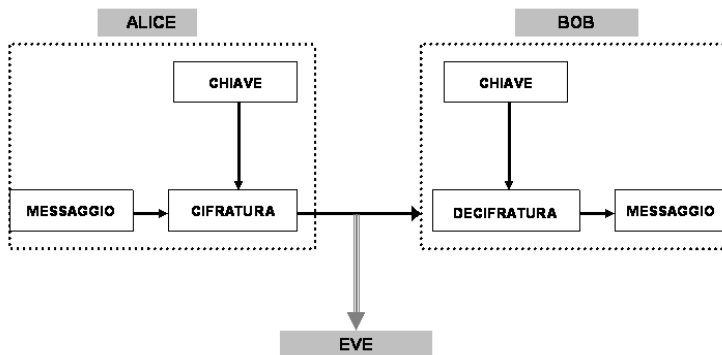 ALICE
BOB
CHIAVE
CHIAVE
MESSAGGIO
CIFRATURA
DECIFRATURA
MESSAGGIO
EVE